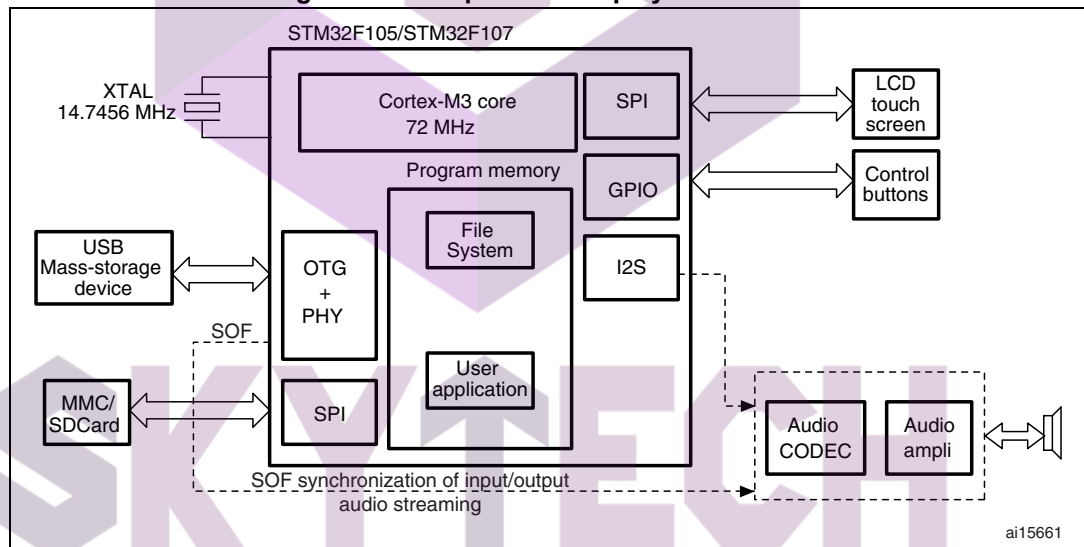 STM32F105/STM32F107
XTAL
14.7456 MHz
Cortex-M3 core
72 MHz
SPI
LCD
touch
screen
Program memory
GPIO
Control
buttons
File
System
USB
Mass-storage
device
OTG
+
PHY
I2S
SOF
User
application
MMC/
SDCard
SPI
Audio
CODEC
Audio
ampli
SOF synchronization of input/output
audio streaming
ai15661
SKYTECH